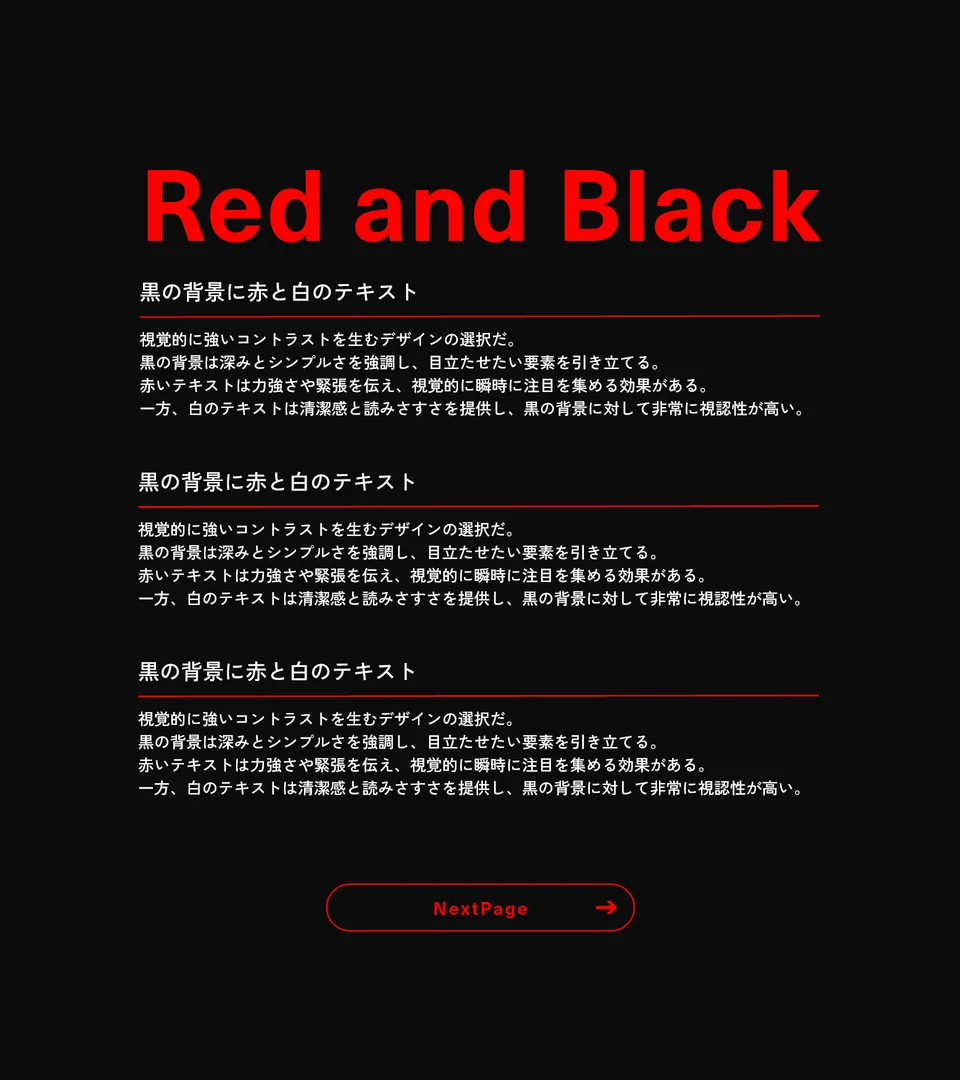 Red and Black
黒の背景に赤と白のテキスト
視覚的に強いコントラストを生むデザインの選択だ。
黒の背景は深みとシンプルさを強調し、目立たせたい要素を引き立てる。
赤いテキストは力強さや緊張を伝え、視覚的に瞬時に注目を集める効果がある。
一方、白のテキストは清潔感と読みさすさを提供し、黒の背景に対して非常に視認性が高い。
黒の背景に赤と白のテキスト
視覚的に強いコントラストを生むデザインの選択だ。
黒の背景は深みとシンプルさを強調し、目立たせたい要素を引き立てる。
赤いテキストは力強さや緊張を伝え、視覚的に瞬時に注目を集める効果がある。
一方、白のテキストは清潔感と読みさすさを提供し、黒の背景に対して非常に視認性が高い。
黒の背景に赤と白のテキスト
視覚的に強いコントラストを生むデザインの選択だ。
黒の背景は深みとシンプルさを強調し、目立たせたい要素を引き立てる。
赤いテキストは力強さや緊張を伝え、視覚的に瞬時に注目を集める効果がある。
一方、白のテキストは清潔感と読みさすさを提供し、黒の背景に対して非常に視認性が高い。
NextPage ➔